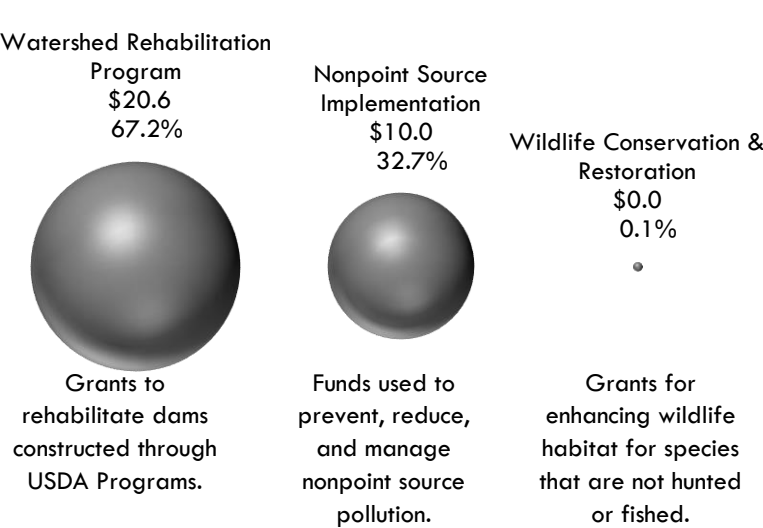 Watershed Rehabilitation
Program
$20.6
67.2%
Grants to
rehabilitate dams
constructed through
USDA Programs.
Nonpoint Source
Implementation
$10.0
32.7%
Funds used to
prevent, reduce,
and manage
nonpoint source
pollution.
Wildlife Conservation &
Restoration
$0.0
0.1%
Grants for
enhancing wildlife
habitat for species
that are not hunted
or fished.